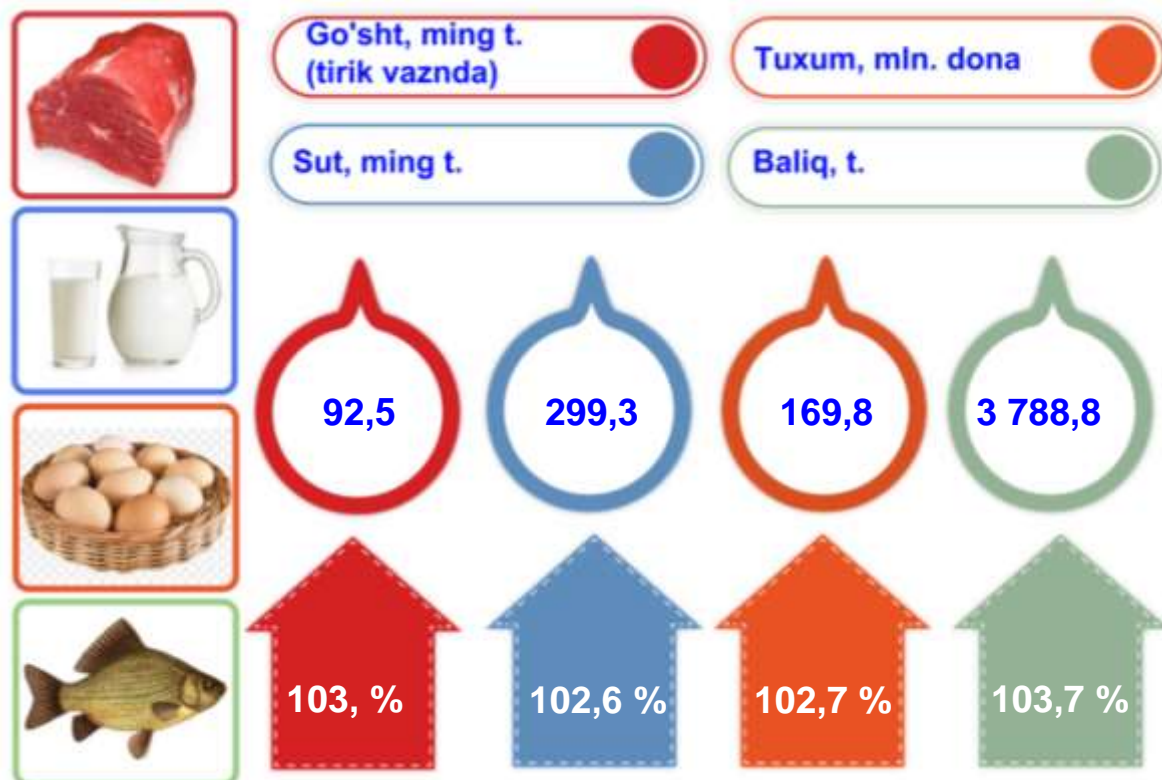 Go'sht, ming t.
(tirik vaznda)
Tuxum, mln. dona
Sut, ming t.
Baliq, t.
92,5
299,3
169,8
3 788,8
103, %
102,6 %
102,7 %
103,7 %